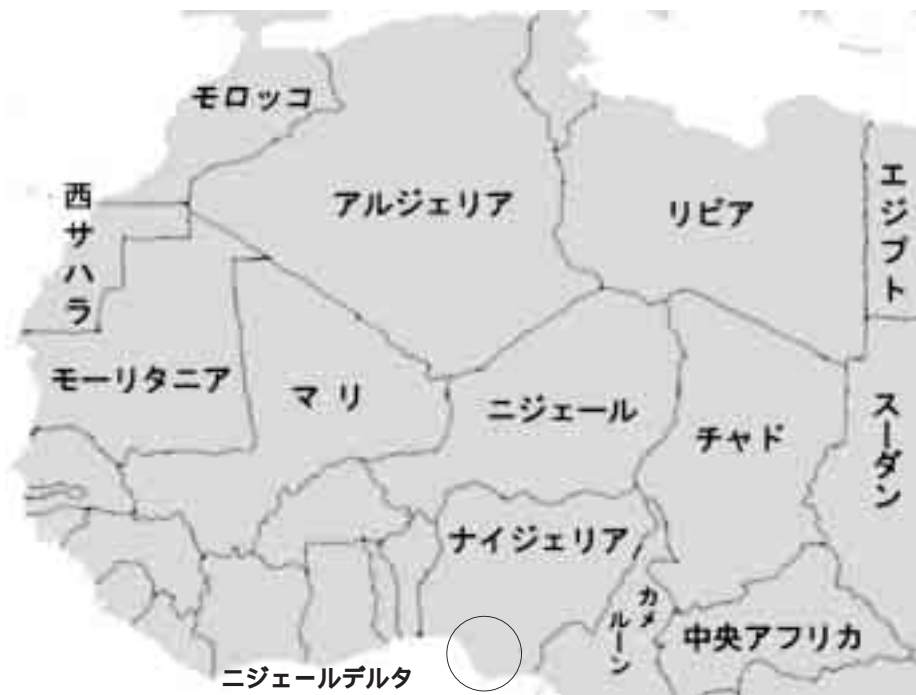 モロッコ
アルジェリア
リビア
エジプト
西サハラ
モーリタニア
マリ
ニジェール
チャド
スーダン
ナイジェリア
カメルーン
中央アフリカ
ニジェールデルタ